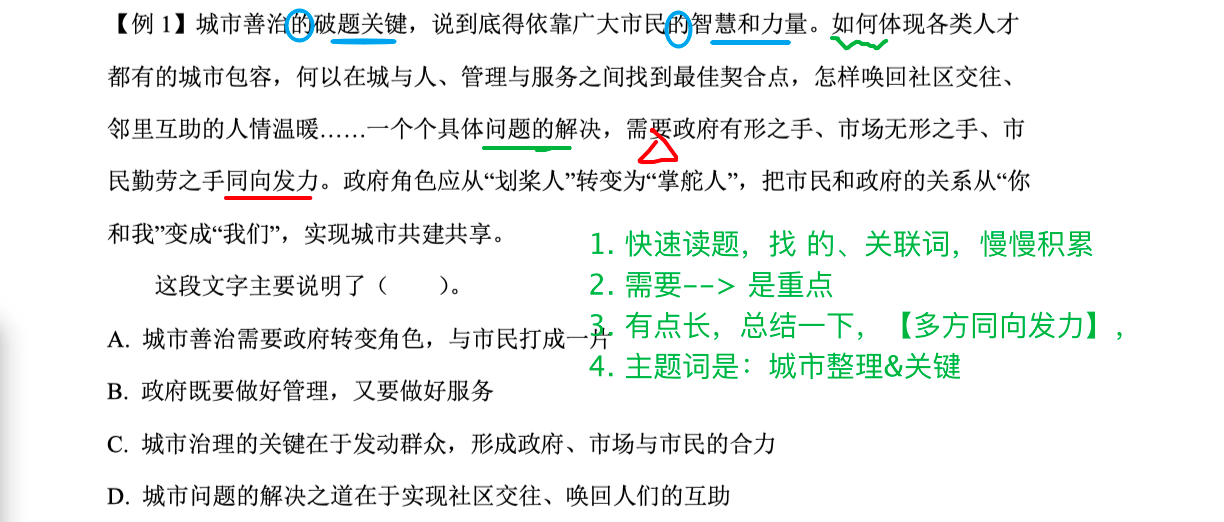 【例 1】城市善治的破题关键，说到底得依靠广大市民的智慧和力量。如何体现各类人才
都有的城市包容，何以在城与人、管理与服务之间找到最佳契合点，怎样唤回社区交往、
邻里互助的人情温暖……一个个具体问题的解决，需要政府有形之手、市场无形之手、市
民勤劳之手同向发力。政府角色应从“划桨人”转变为“掌舵人”，把市民和政府的关系从“你
和我”变成“我们”，实现城市共建共享。
这段文字主要说明了（　　）。
1. 快速读题，找 的、关联词，慢慢积累
2. 需要--> 是重点
3. 有点长，总结一下，【多方同向发力】，
4. 主题词是：城市整理&关键
A. 城市善治需要政府转变角色，与市民打成一片
B. 政府既要做好管理，又要做好服务
C. 城市治理的关键在于发动群众，形成政府、市场与市民的合力
D. 城市问题的解决之道在于实现社区交往、唤回人们的互助